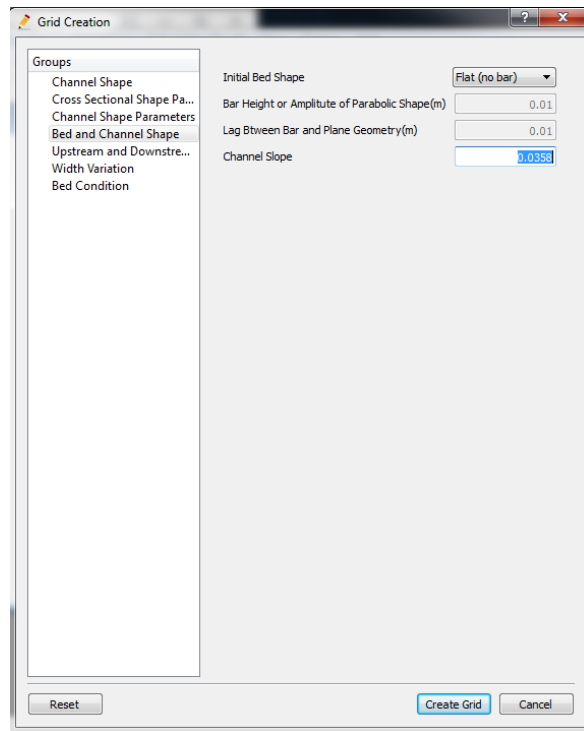 Grid Creation
Groups
Channel Shape
Cross Sectional Shape Pa...
Channel Shape Parameters
Bed and Channel Shape
Upstream and Downstre...
Width Variation
Bed Condition
Initial Bed Shape Flat (no bar)
Bar Height or Amplitude of Parabolic Shape(m) 0.01
Lag Btween Bar and Plane Geometry(m) 0.01
Channel Slope 0.0358
Reset Create Grid Cancel